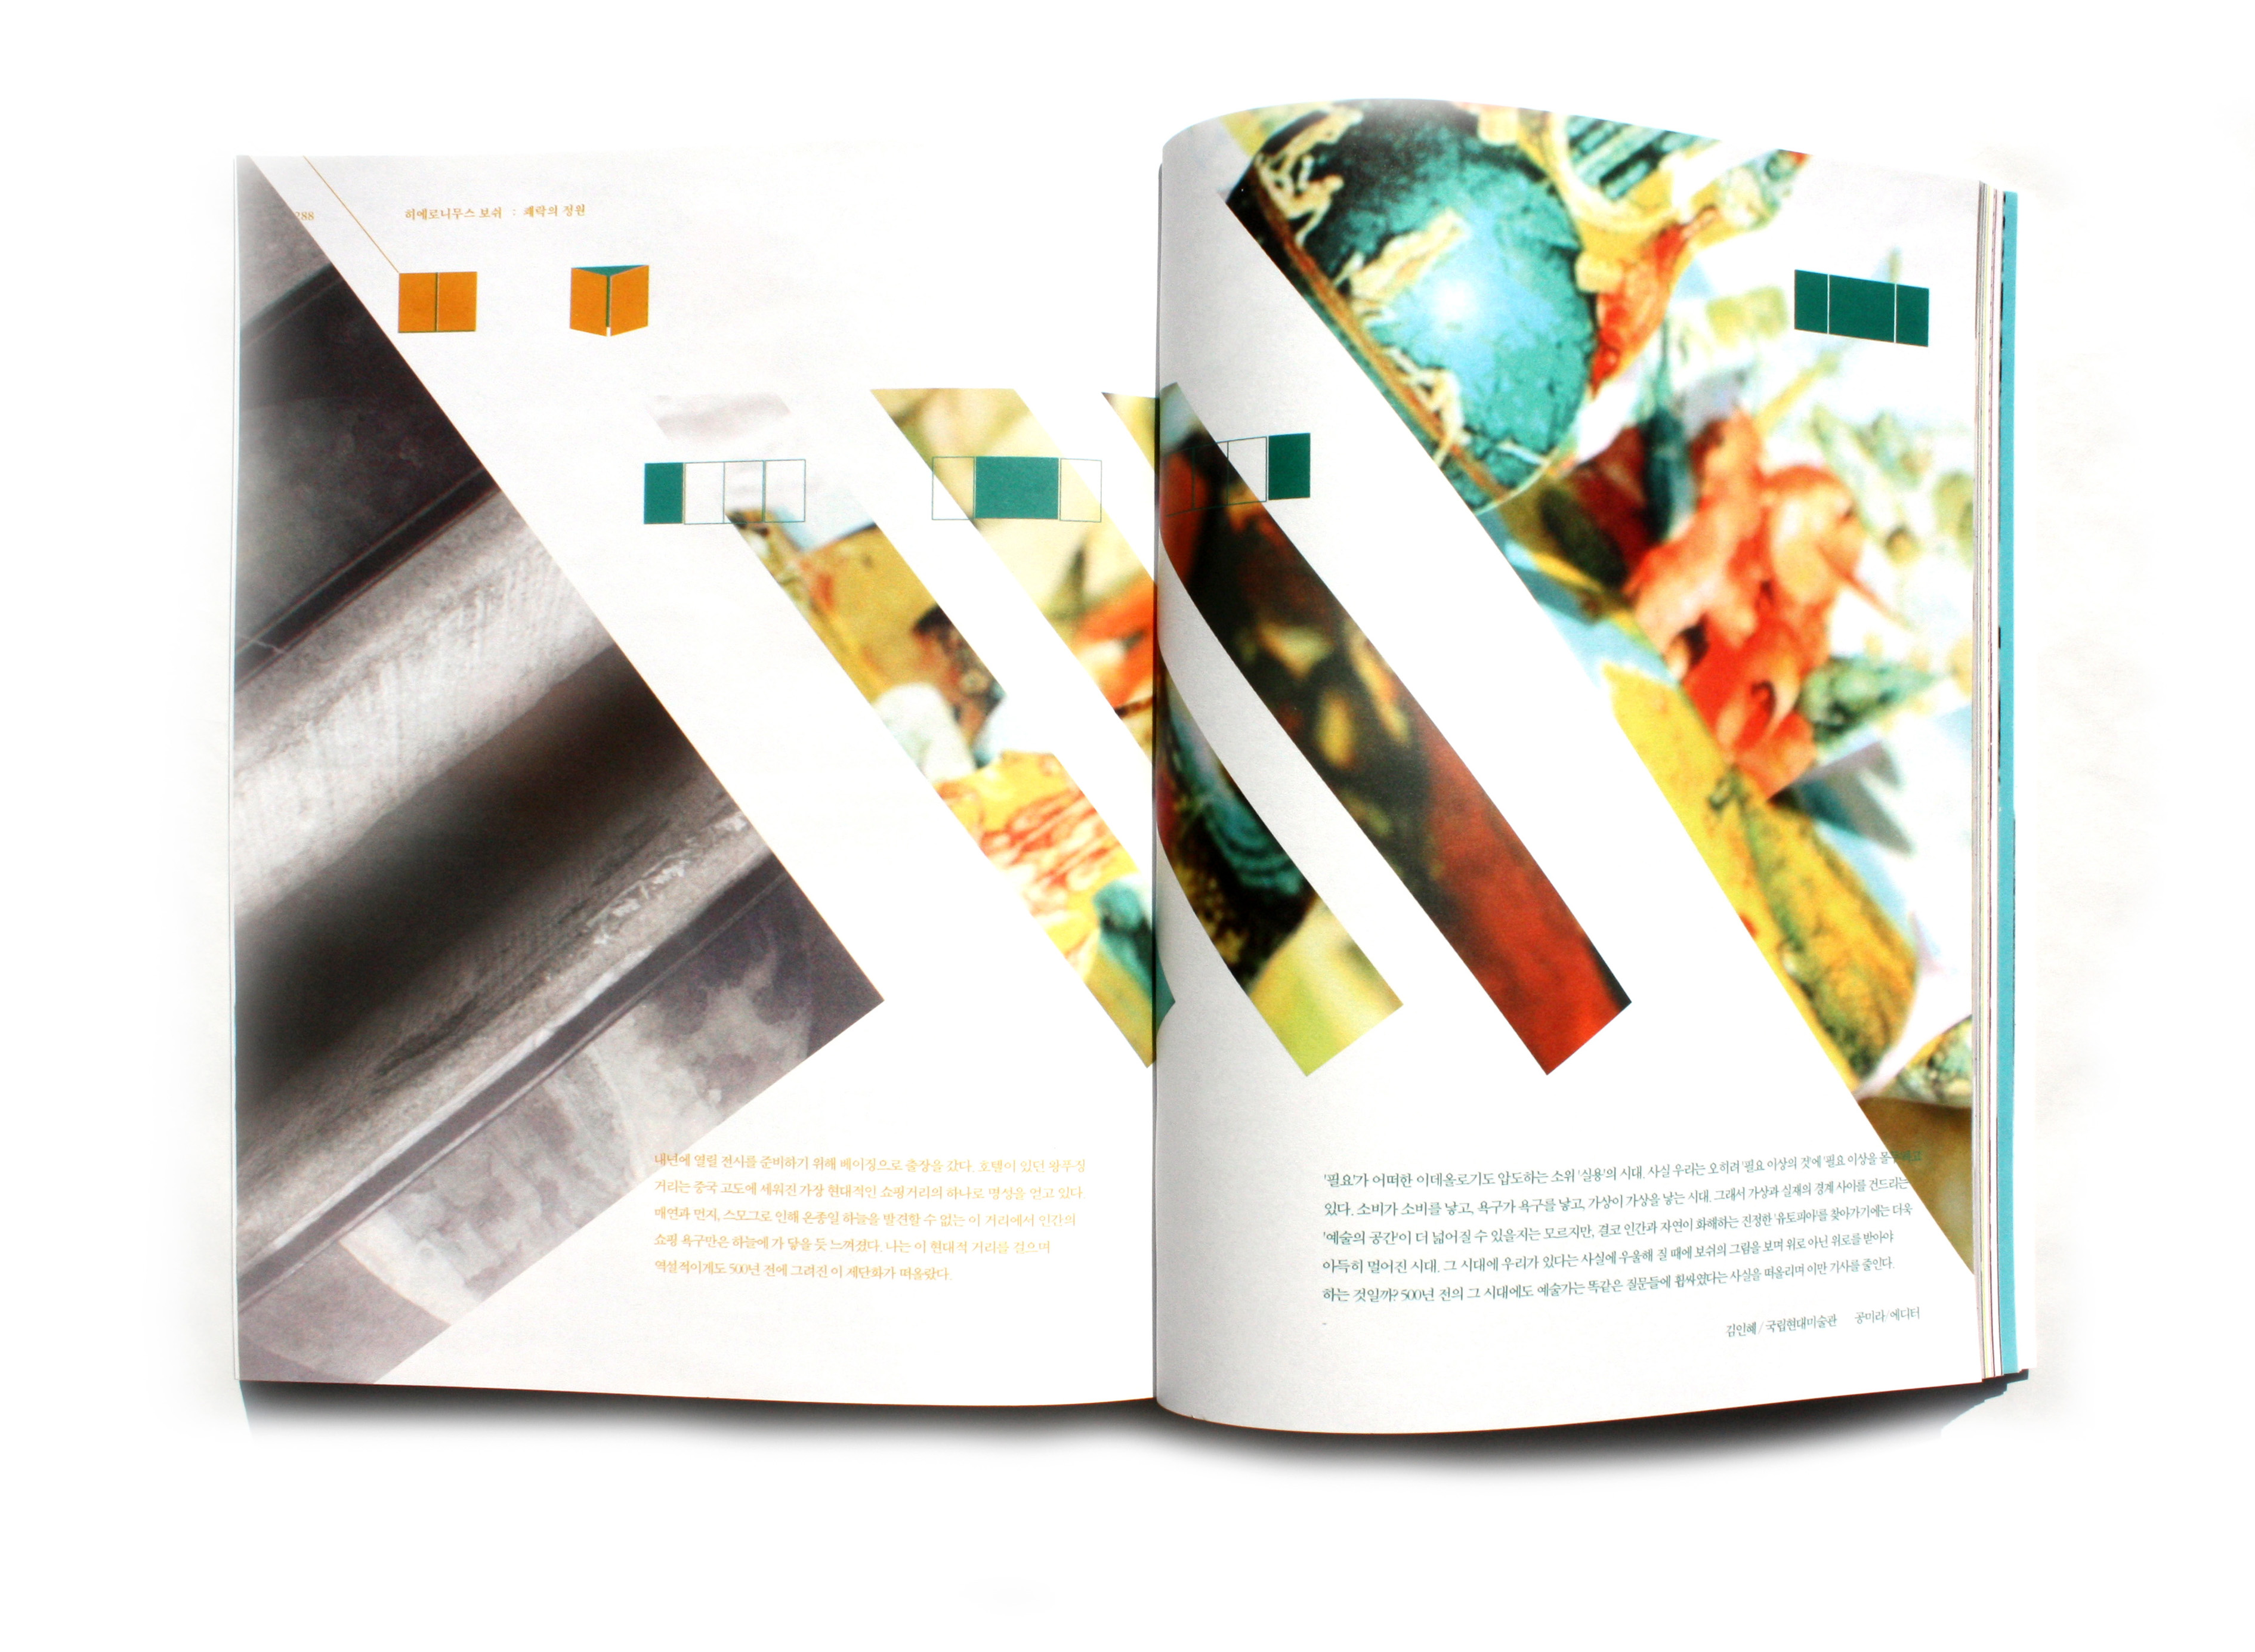 288
히에로니무스 보쉬 : 쾌락의 정원
내년에 열릴 전시를 준비하기 위해 베이징으로 출장을 갔다. 호텔이 있던 왕푸징
거리는 중국 고도에 세워진 가장 현대적인 쇼핑거리의 하나로 명성을 얻고 있다.
매연과 먼지, 스모그로 인해 온종일 하늘을 발견할 수 없는 이 거리에서 인간의
쇼핑 욕구만은 하늘에 가 닿을 듯 느껴졌다. 나는 이 현대적 거리를 걸으며
역설적이게도 500년 전에 그려진 이 제단화가 떠올랐다.
'필요'가 어떠한 이데올로기도 압도하는 소위 '실용'의 시대. 사실 우리는 오히려 '필요 이상의 것'에 '필요 이상을
있다. 소비가 소비를 낳고, 욕구가 욕구를 낳고, 가상이 가상을 낳는 시대. 그래서 가상과 실재의 경계 사이를 건드리는
'예술의 공간'이 더 넓어질 수 있을지는 모르지만, 결코 인간과 자연이 화해하는 진정한 '유토피아'를 찾아가기에는 더욱
아득히 멀어진 시대. 그 시대에 우리가 있다는 사실에 우울해 질 때에 보쉬의 그림을 보며 위로 아닌 위로를 받아야
하는 것일까? 500년 전의 그 시대에도 예술가는 똑같은 질문들에 휩싸였다는 사실을 떠올리며 이만 기사를 줄인다.
김인혜 / 국립현대미술관 공미라 / 에디터